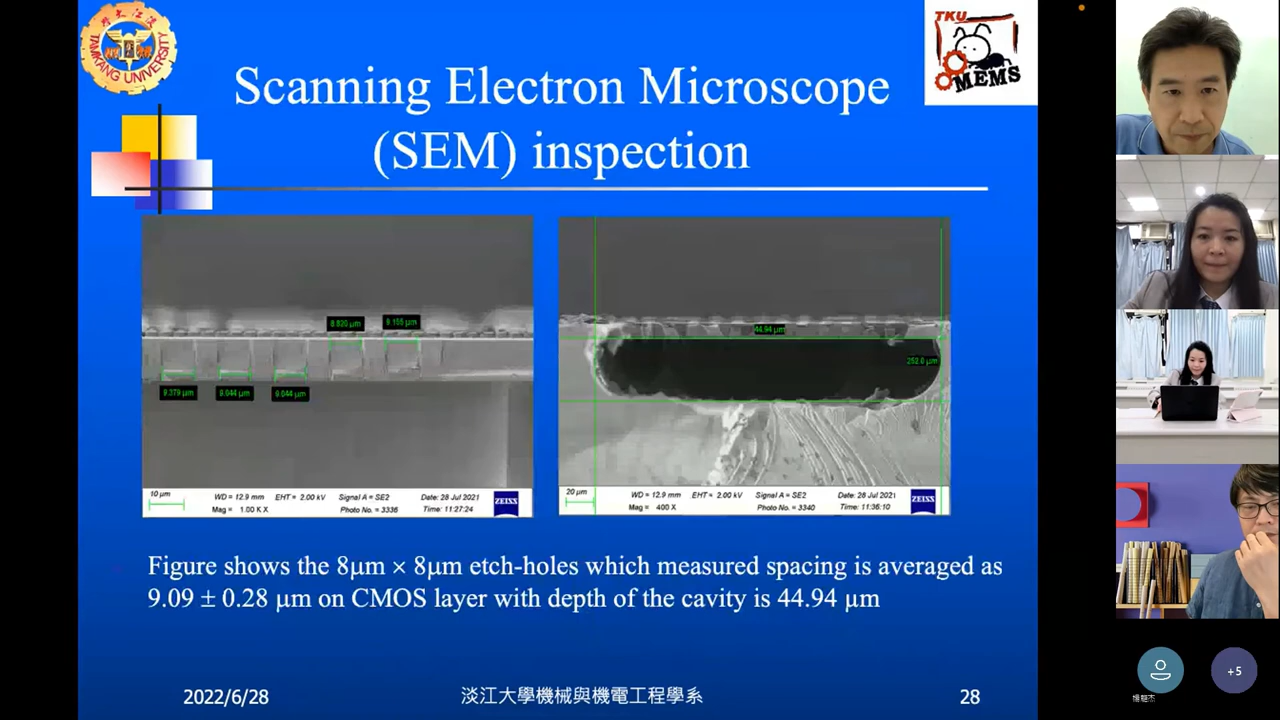 TAMKANG UNIVERSITY
TKU
MEMS
Scanning Electron Microscope
(SEM) inspection
8.820 µm
9.155 µm
9.379 µm
9.044 µm
44.94 µm
252.0 µm
10 µm
WD = 12.9 mm EHT = 2.00 kV Signal A = SE2 Date: 28 Jul 2021
Mag = 1.00 K X Photo No. = 3336 Time: 11:27:24
ZEISS
20 µm
WD = 12.9 mm EHT = 2.00 kV Signal A = SE2 Date: 28 Jul 2021
Mag = 400 X Photo No. = 3340 Time: 11:36:10
ZEISS
Figure shows the 8µm × 8µm etch-holes which measured spacing is averaged as
9.09 ± 0.28 µm on CMOS layer with depth of the cavity is 44.94 µm
2022/6/28
淡江大學機械與機電工程學系
28
+5